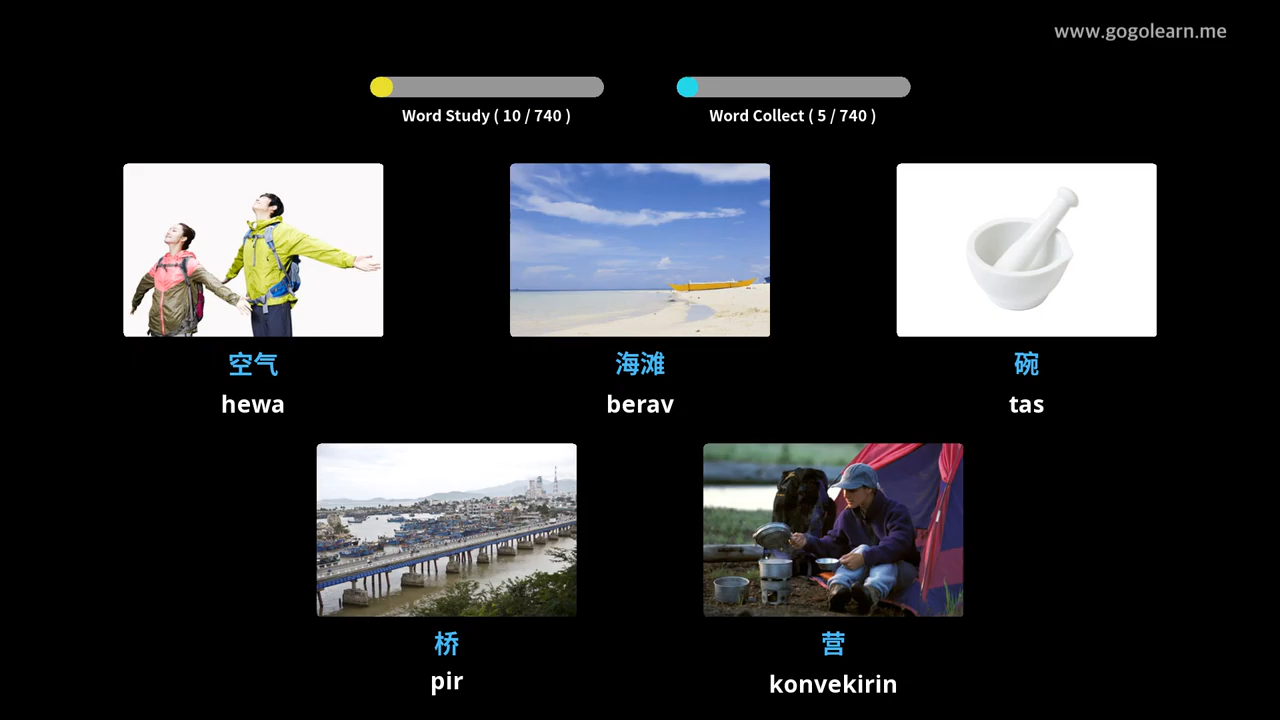 www.gogolearn.me
Word Study ( 10 / 740 )
Word Collect ( 5 / 740 )
空气
hewa
海滩
berav
碗
tas
桥
pir
营
konvekirin